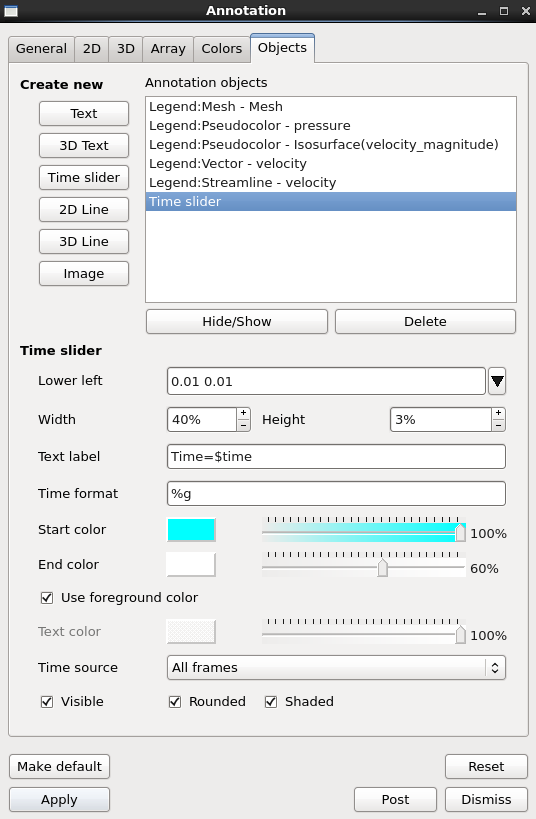 Annotation
General 2D 3D Array Colors Objects
Create new
Text
3D Text
Time slider
2D Line
3D Line
Image
Annotation objects
Legend:Mesh - Mesh
Legend:Pseudocolor - pressure
Legend:Pseudocolor - Isosurface(velocity_magnitude)
Legend:Vector - velocity
Legend:Streamline - velocity
Time slider
Hide/Show Delete
Time slider
Lower left 0.01 0.01
Width 40% Height 3%
Text label Time=$time
Time format %g
Start color 100%
End color 60%
Use foreground color
Text color 100%
Time source All frames
Visible Rounded Shaded
Make default Reset
Apply Post Dismiss